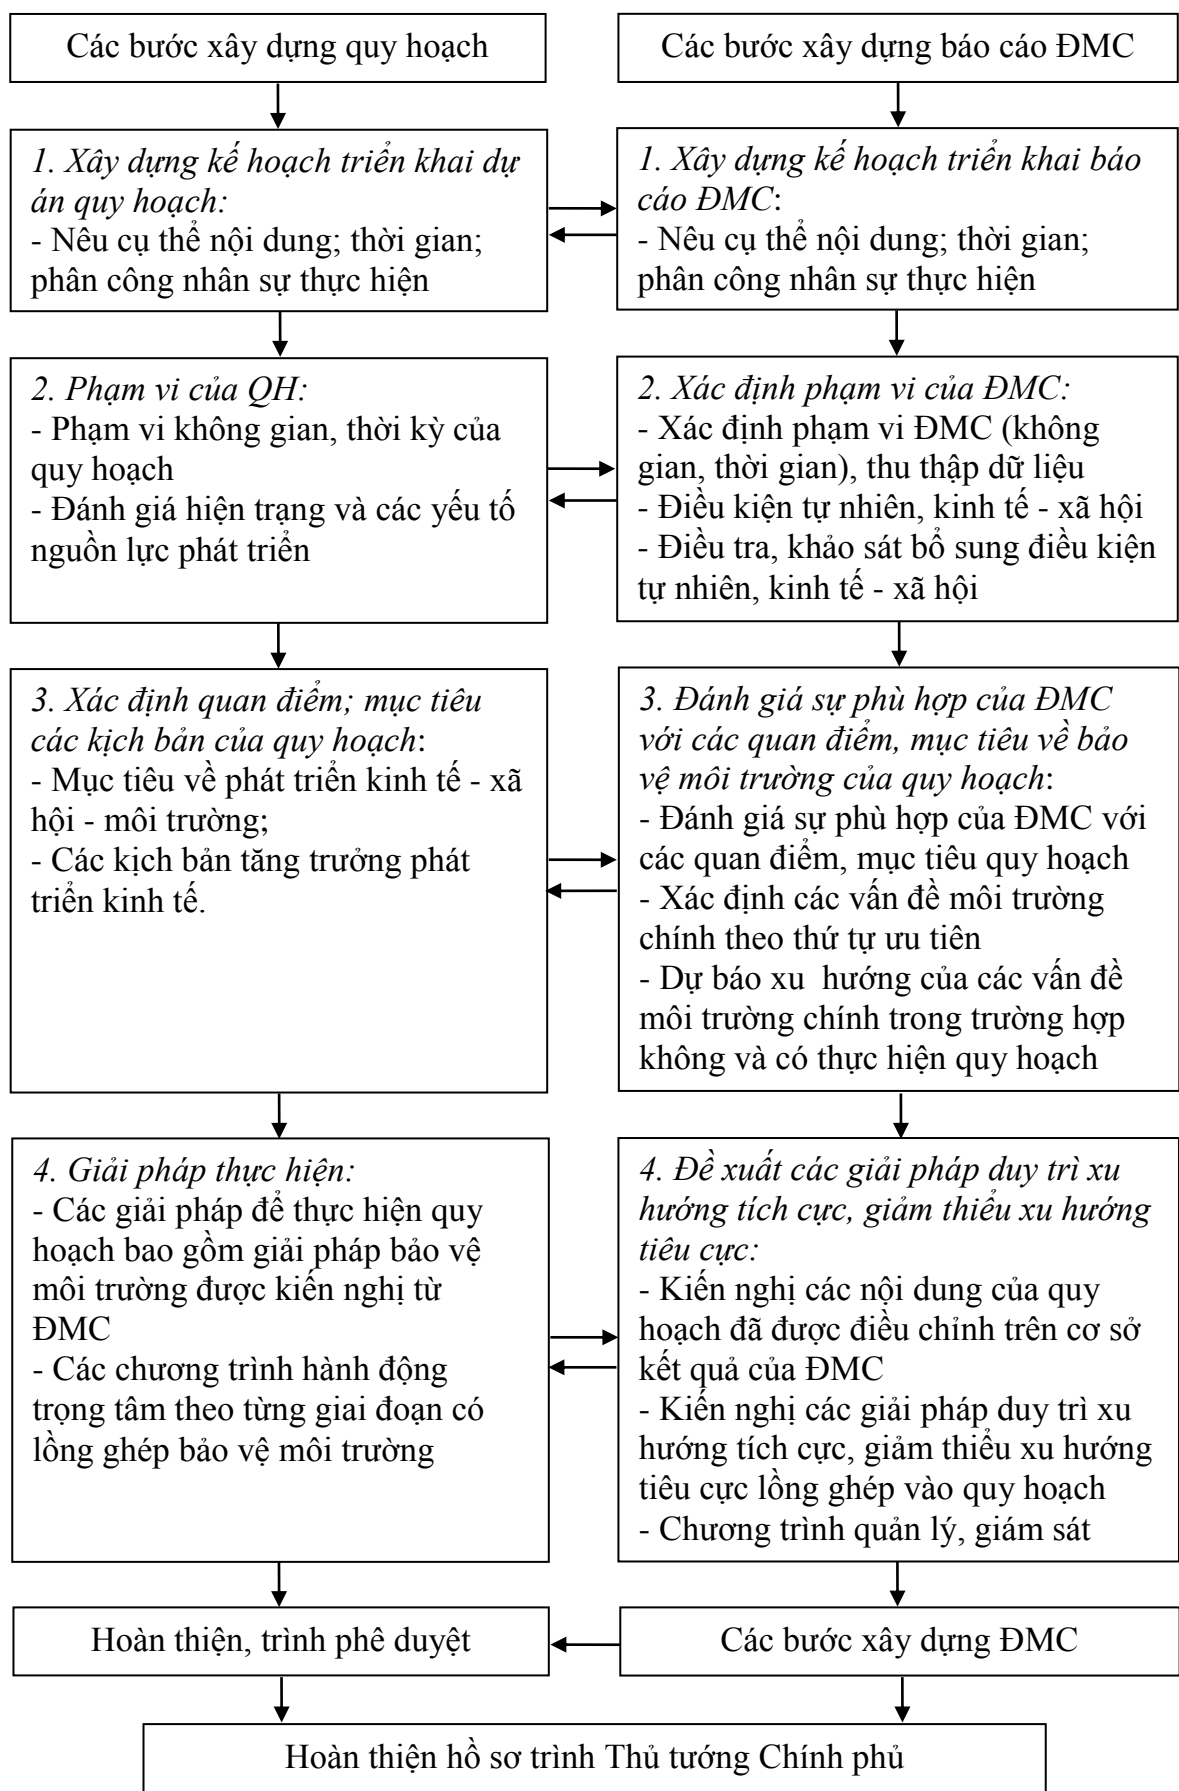 Các bước xây dựng quy hoạch
Các bước xây dựng báo cáo ĐMC
1. Xây dựng kế hoạch triển khai dự
án quy hoạch:
- Nêu cụ thể nội dung; thời gian;
phân công nhân sự thực hiện
1. Xây dựng kế hoạch triển khai báo
cáo ĐMC:
- Nêu cụ thể nội dung; thời gian;
phân công nhân sự thực hiện
2. Phạm vi của QH:
- Phạm vi không gian, thời kỳ của
quy hoạch
- Đánh giá hiện trạng và các yếu tố
nguồn lực phát triển
2. Xác định phạm vi của ĐMC:
- Xác định phạm vi ĐMC (không
gian, thời gian), thu thập dữ liệu
- Điều kiện tự nhiên, kinh tế - xã hội
- Điều tra, khảo sát bổ sung điều kiện
tự nhiên, kinh tế - xã hội
3. Xác định quan điểm; mục tiêu
các kịch bản của quy hoạch:
- Mục tiêu về phát triển kinh tế - xã
hội - môi trường;
- Các kịch bản tăng trưởng phát
triển kinh tế.
3. Đánh giá sự phù hợp của ĐMC
với các quan điểm, mục tiêu về bảo
vệ môi trường của quy hoạch:
- Đánh giá sự phù hợp của ĐMC với
các quan điểm, mục tiêu quy hoạch
- Xác định các vấn đề môi trường
chính theo thứ tự ưu tiên
- Dự báo xu hướng của các vấn đề
môi trường chính trong trường hợp
không và có thực hiện quy hoạch
4. Giải pháp thực hiện:
- Các giải pháp để thực hiện quy
hoạch bao gồm giải pháp bảo vệ
môi trường được kiến nghị từ
ĐMC
- Các chương trình hành động
trọng tâm theo từng giai đoạn có
lồng ghép bảo vệ môi trường
4. Đề xuất các giải pháp duy trì xu
hướng tích cực, giảm thiểu xu hướng
tiêu cực:
- Kiến nghị các nội dung của quy
hoạch đã được điều chỉnh trên cơ sở
kết quả của ĐMC
- Kiến nghị các giải pháp duy trì xu
hướng tích cực, giảm thiểu xu hướng
tiêu cực lồng ghép vào quy hoạch
- Chương trình quản lý, giám sát
Hoàn thiện, trình phê duyệt
Các bước xây dựng ĐMC
Hoàn thiện hồ sơ trình Thủ tướng Chính phủ